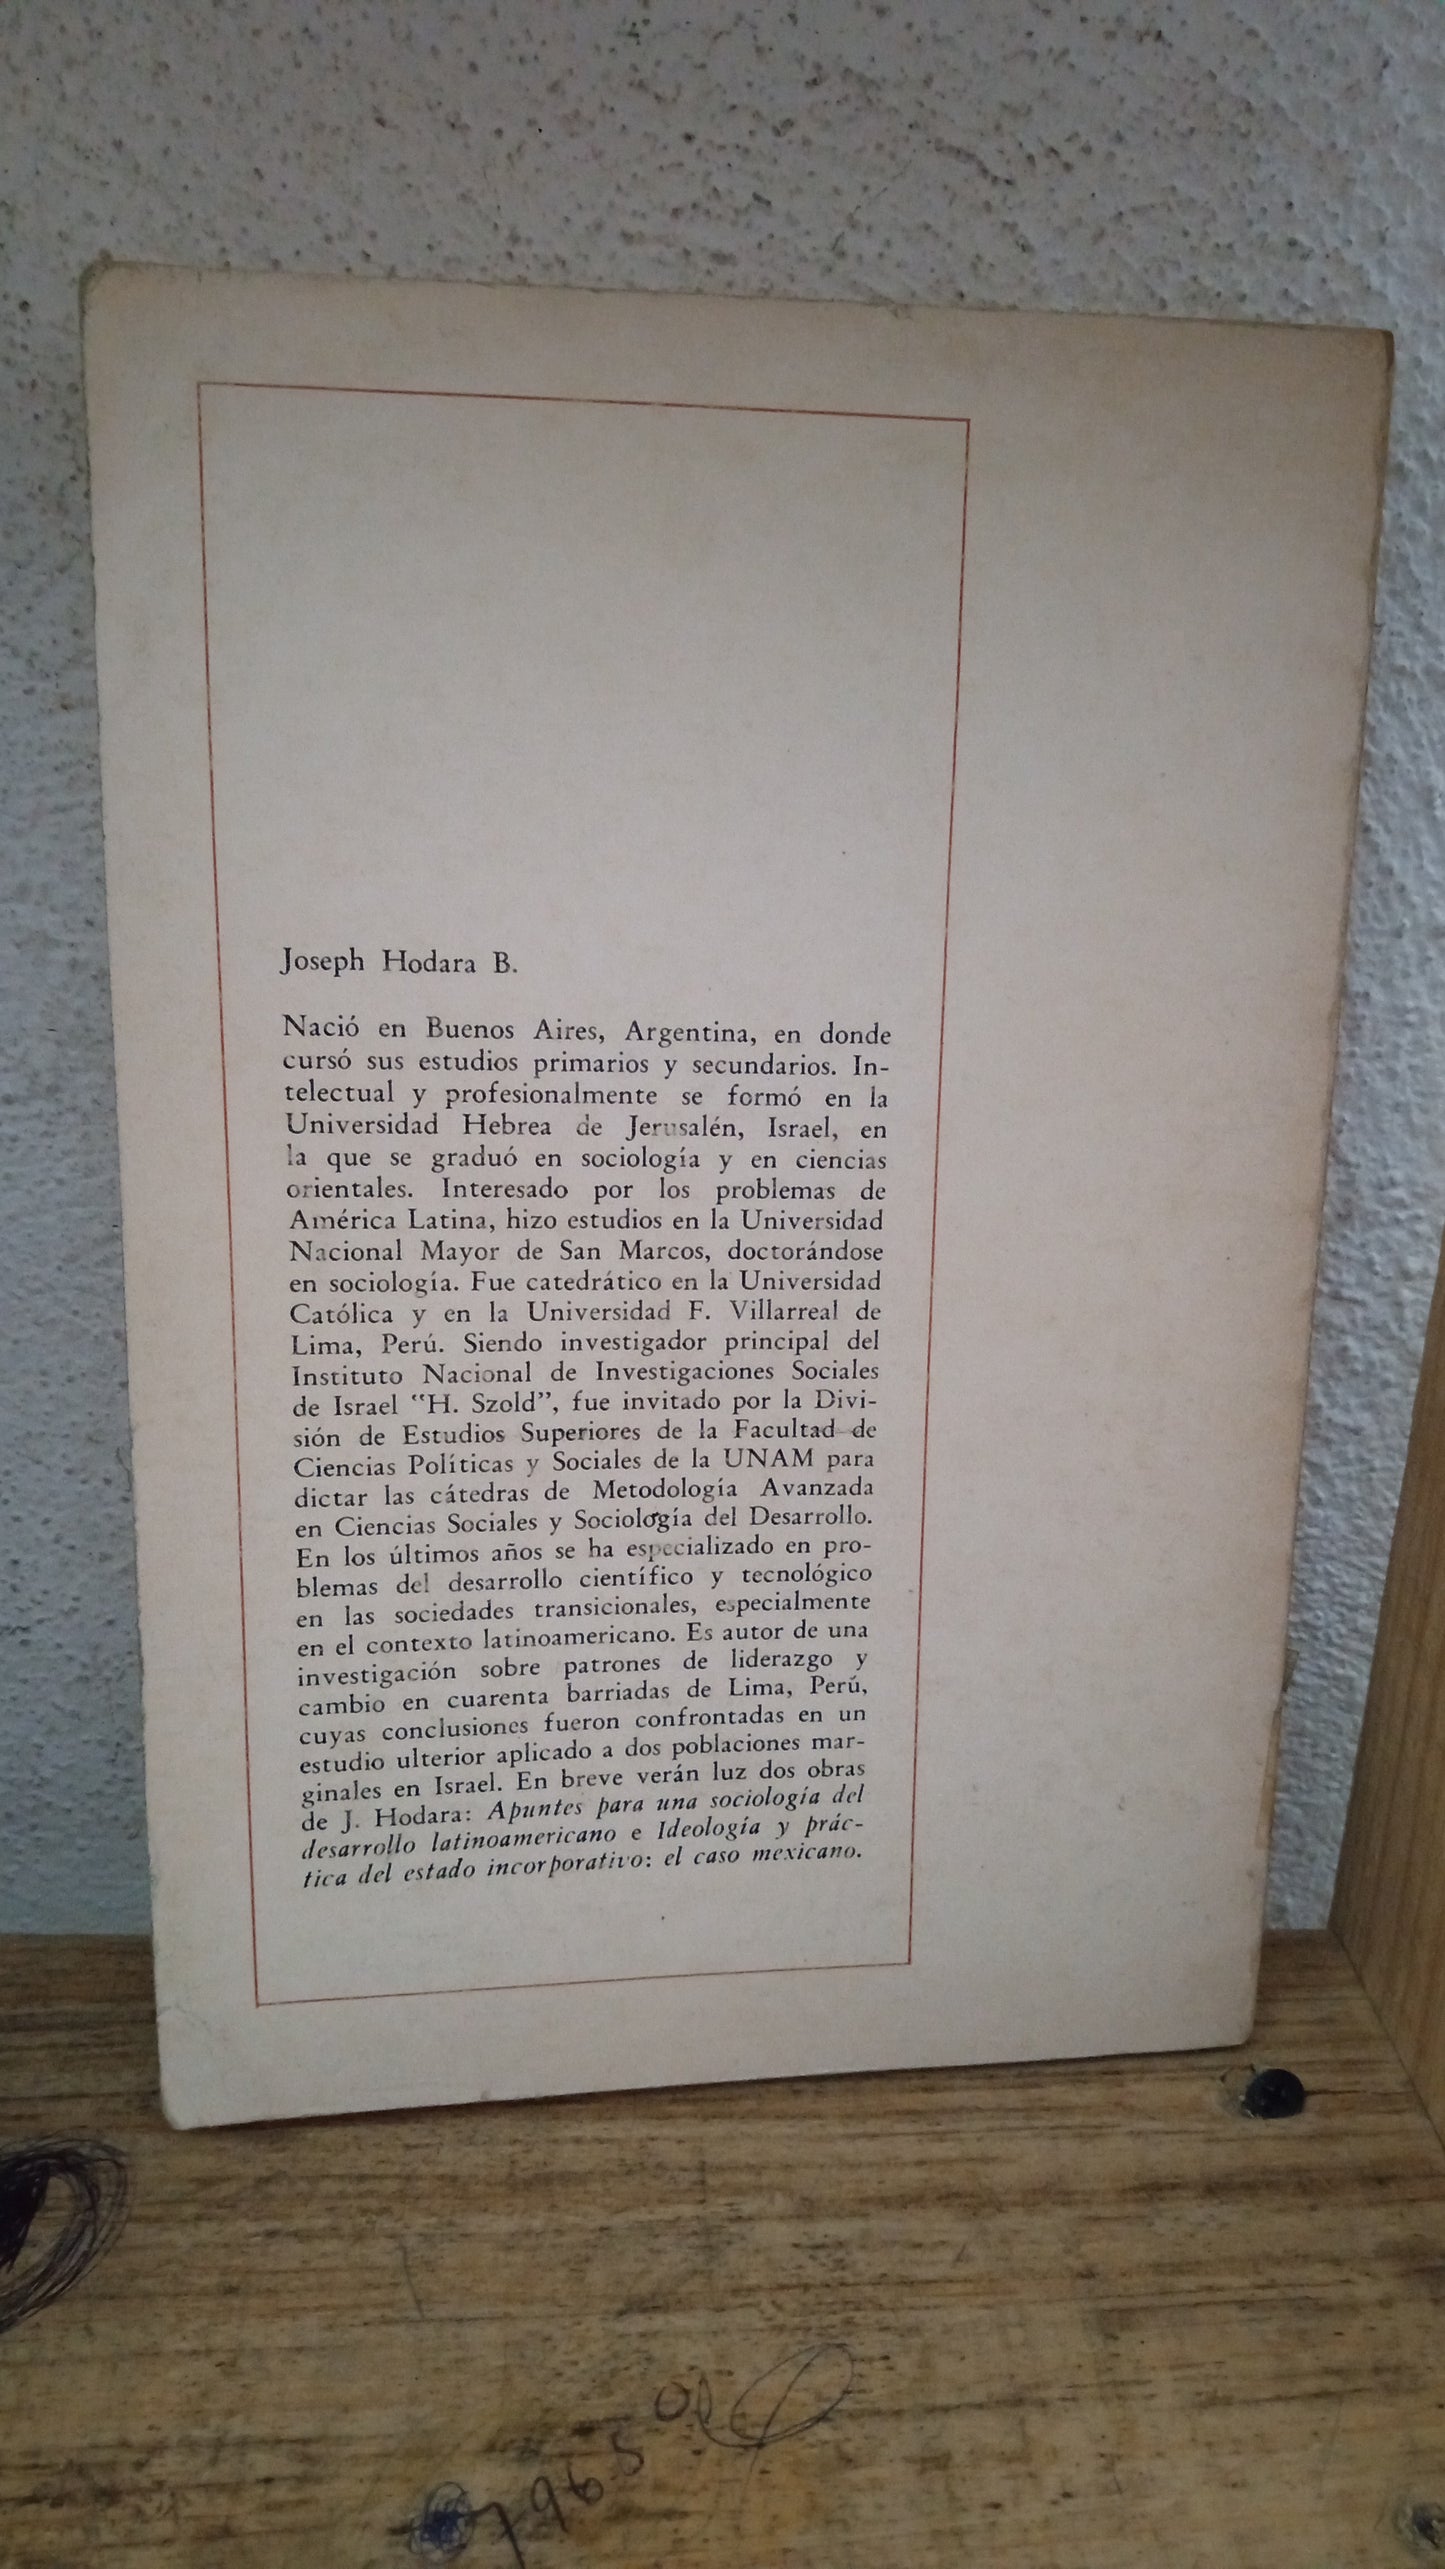 Joseph Hodara B.
Nació en Buenos Aires, Argentina, en donde
cursó sus estudios primarios y secundarios. In-
telectual y profesionalmente se formó en la
Universidad Hebrea de Jerusalén, Israel, en
la que se graduó en sociología y en ciencias
orientales. Interesado por los problemas de
América Latina, hizo estudios en la Universidad
Nacional Mayor de San Marcos, doctorándose
en sociología. Fue catedrático en la Universidad
Católica y en la Universidad F. Villarreal de
Lima, Perú. Siendo investigador principal del
Instituto Nacional de Investigaciones Sociales
de Israel “H. Szold”, fue invitado por la Divi-
sión de Estudios Superiores de la Facultad de
Ciencias Políticas y Sociales de la UNAM para
dictar las cátedras de Metodología Avanzada
en Ciencias Sociales y Sociología del Desarrollo.
En los últimos años se ha especializado en pro-
blemas del desarrollo científico y tecnológico
en las sociedades transicionales, especialmente
en el contexto latinoamericano. Es autor de una
investigación sobre patrones de liderazgo y
cambio en cuarenta barriadas de Lima, Perú,
cuyas conclusiones fueron confrontadas en un
estudio ulterior aplicado a dos poblaciones mar-
ginales en Israel. En breve verán luz dos obras
de J. Hodara: Apuntes para una sociología del
desarrollo latinoamericano e Ideología y prác-
tica del estado incorporativo: el caso mexicano.